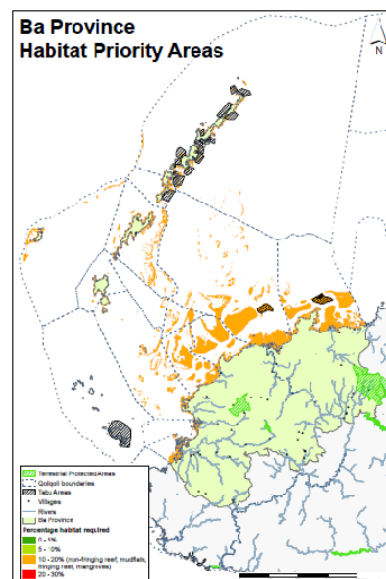 Ba Province
Habitat Priority Areas
N
Terrestrial Protected Areas
Qoliqoli boundaries
Tabu Areas
Villages
Rivers
Ba Province
Percentage habitat required
0 - 5%
5 - 10%
10 - 20% (non-fringing reef, mudflats,
fringing reef, mangroves)
20 - 30%